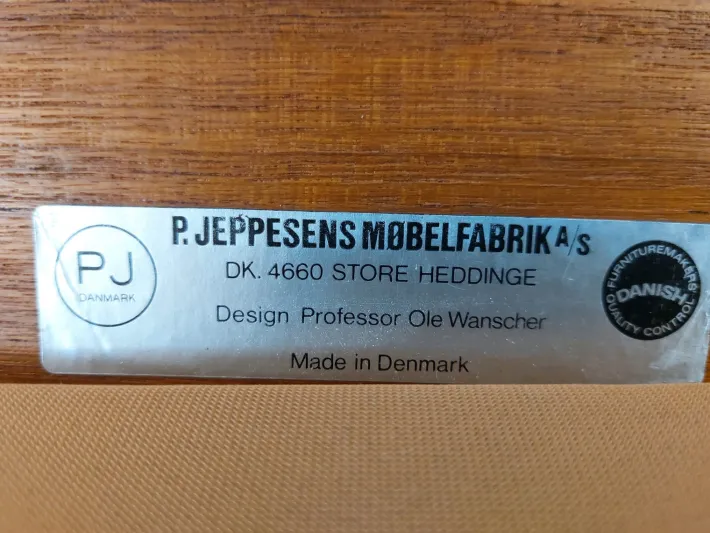 PJ
DANMARK
P. JEPPESENS MØBELFABRIK A/S
DK. 4660 STORE HEDDINGE
Design Professor Ole Wanscher
Made in Denmark
FURNITUREMAKERS'
DANISH
QUALITY CONTROL